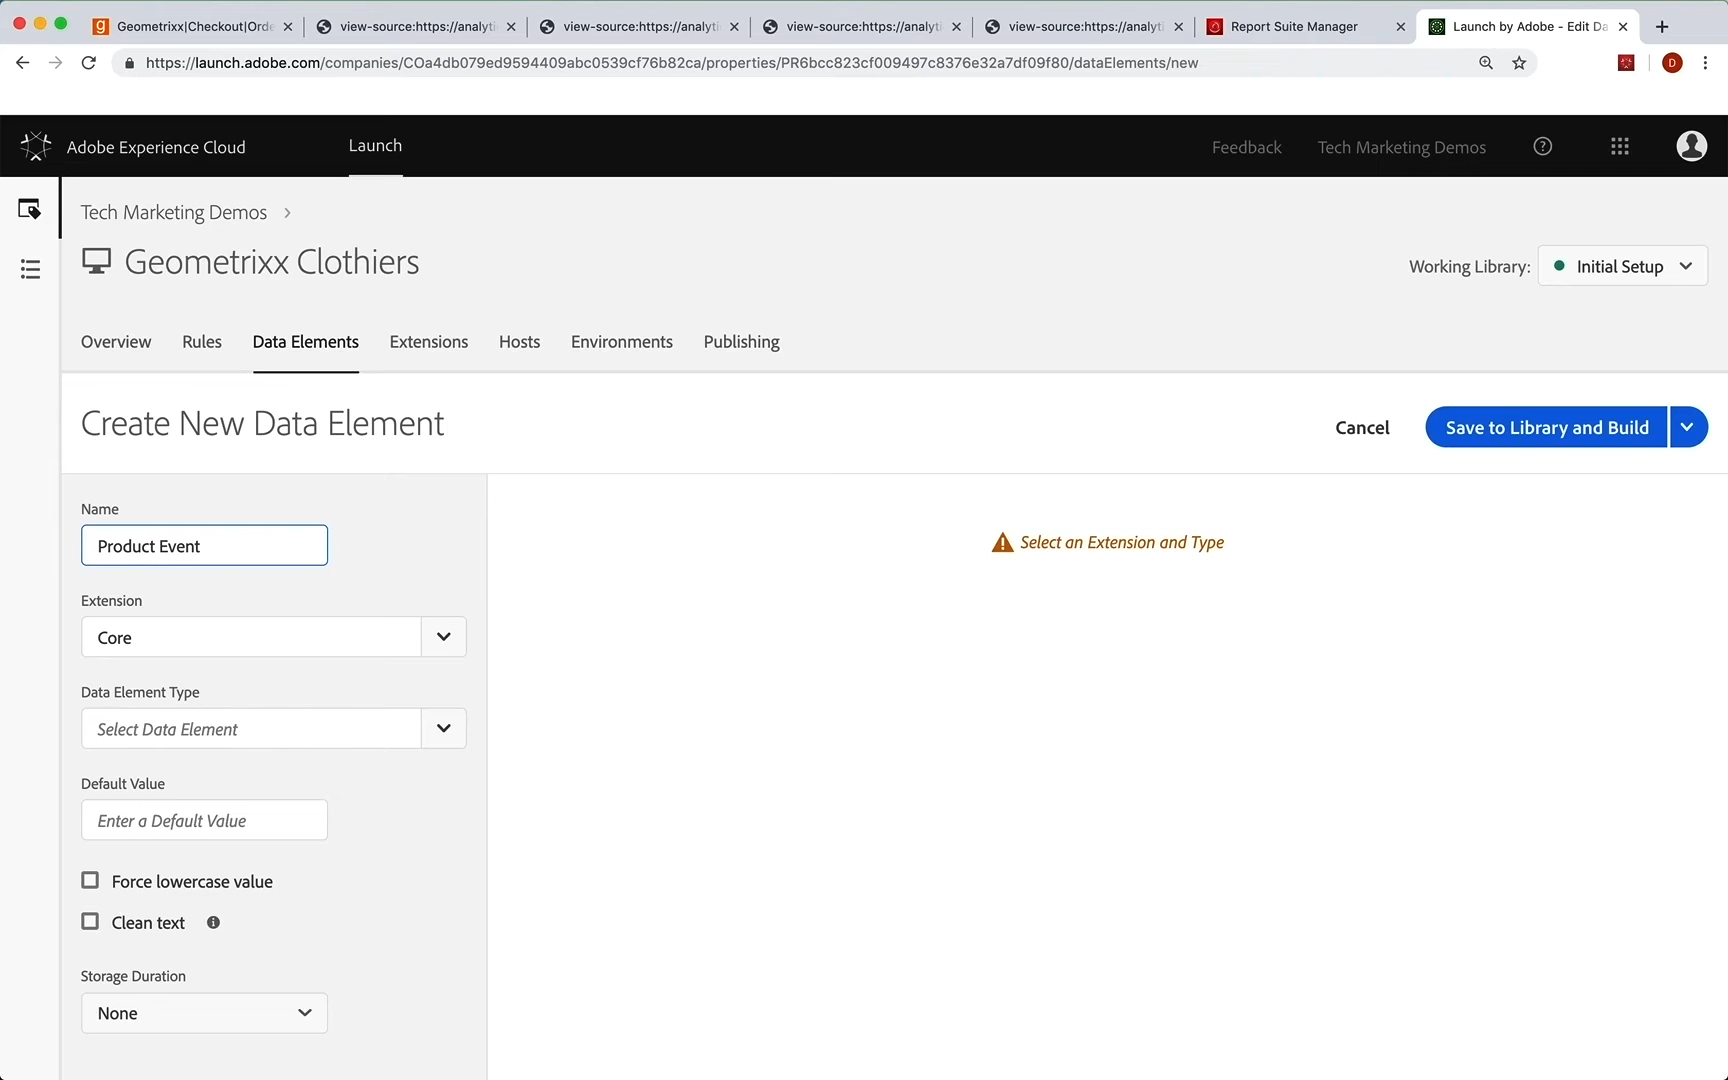 Geometrixx|Checkout|Orde
view-source:https://analyti
view-source:https://analyti
view-source:https://analyti
view-source:https://analyti
Report Suite Manager
Launch by Adobe - Edit Da
https://launch.adobe.com/companies/COa4db079ed9594409abc0539cf76b82ca/properties/PR6bcc823cf009497c8376e32a7df09f80/dataElements/new
D
Adobe Experience Cloud
Launch
Feedback
Tech Marketing Demos
Tech Marketing Demos
Geometrixx Clothiers
Working Library:
Initial Setup
Overview
Rules
Data Elements
Extensions
Hosts
Environments
Publishing
Create New Data Element
Cancel
Save to Library and Build
Name
Product Event
Select an Extension and Type
Extension
Core
Data Element Type
Select Data Element
Default Value
Enter a Default Value
Force lowercase value
Clean text
Storage Duration
None